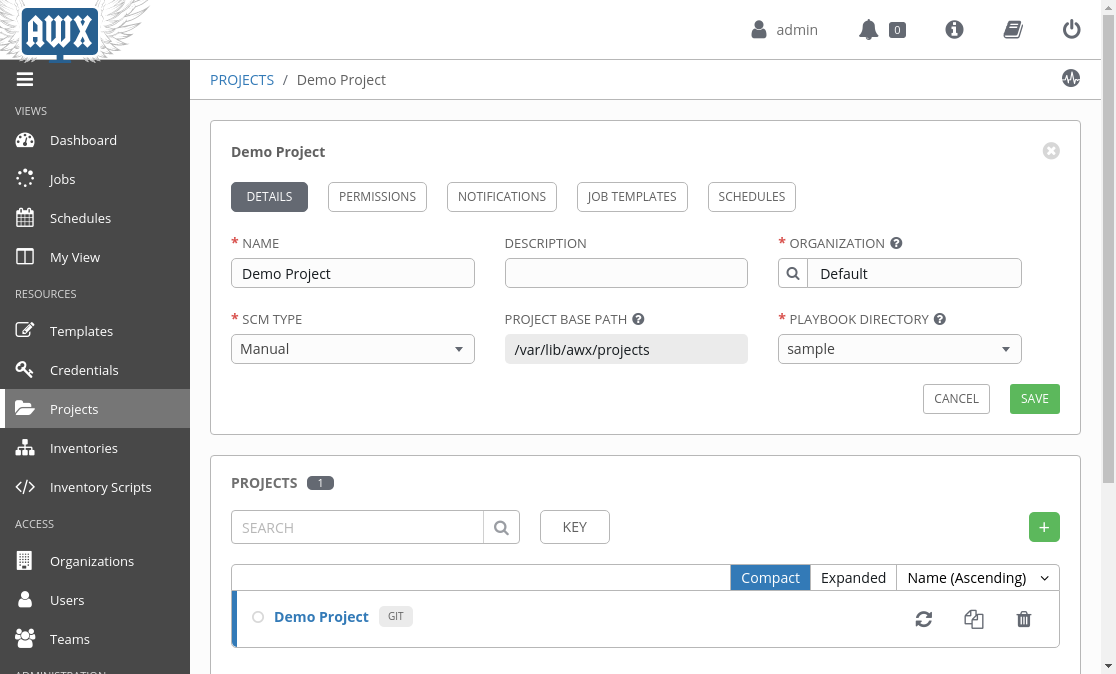 AWX
admin
0
PROJECTS / Demo Project
VIEWS
Dashboard
Jobs
Schedules
My View
RESOURCES
Templates
Credentials
Projects
Inventories
Inventory Scripts
ACCESS
Organizations
Users
Teams
ADMINISTRATION
Demo Project
DETAILS PERMISSIONS NOTIFICATIONS JOB TEMPLATES SCHEDULES
* NAME DESCRIPTION * ORGANIZATION
Demo Project Default
* SCM TYPE PROJECT BASE PATH * PLAYBOOK DIRECTORY
Manual /var/lib/awx/projects sample
CANCEL SAVE
PROJECTS 1
SEARCH KEY +
Compact Expanded Name (Ascending)
Demo Project GIT